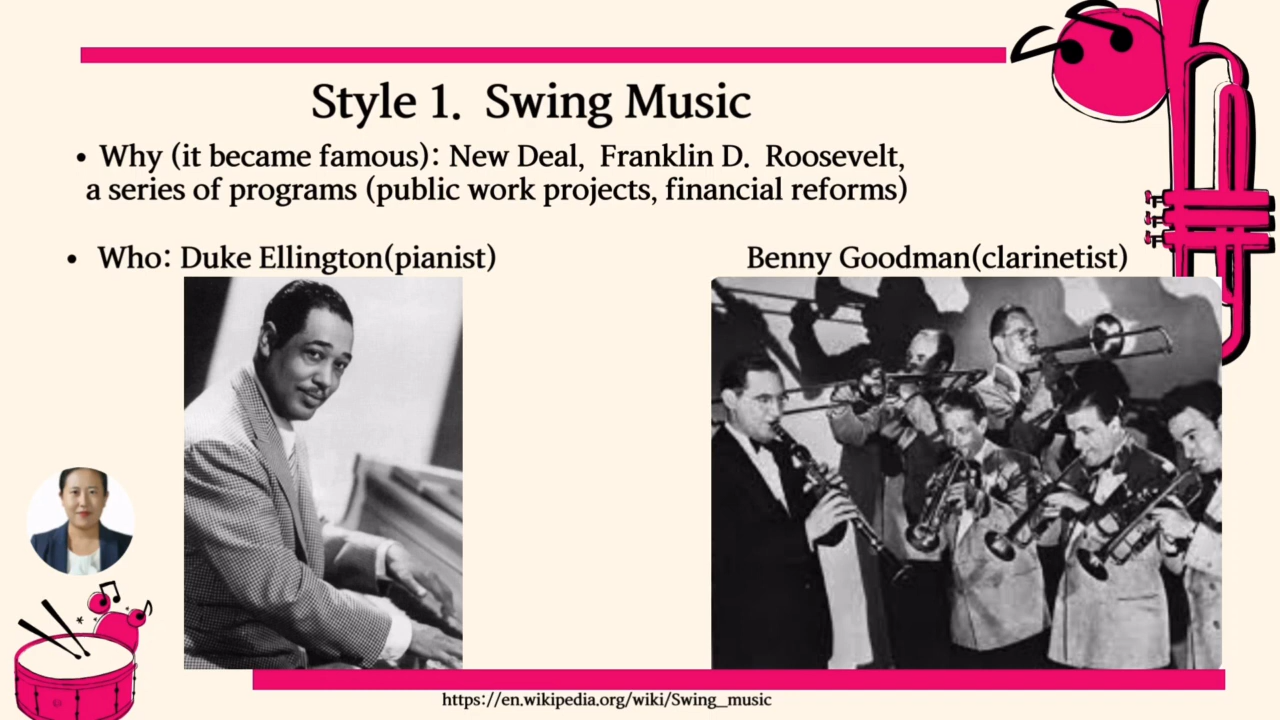 Style 1.  Swing Music
• Why (it became famous): New Deal,  Franklin D.  Roosevelt,
a series of programs (public work projects, financial reforms)
• Who: Duke Ellington(pianist)
Benny Goodman(clarinetist)
https://en.wikipedia.org/wiki/Swing_music